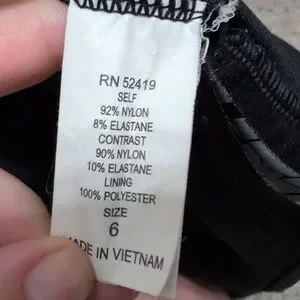 RN 52419
SELF
92% NYLON
8% ELASTANE
CONTRAST
90% NYLON
10% ELASTANE
LINING
100% POLYESTER
SIZE
6
MADE IN VIETNAM